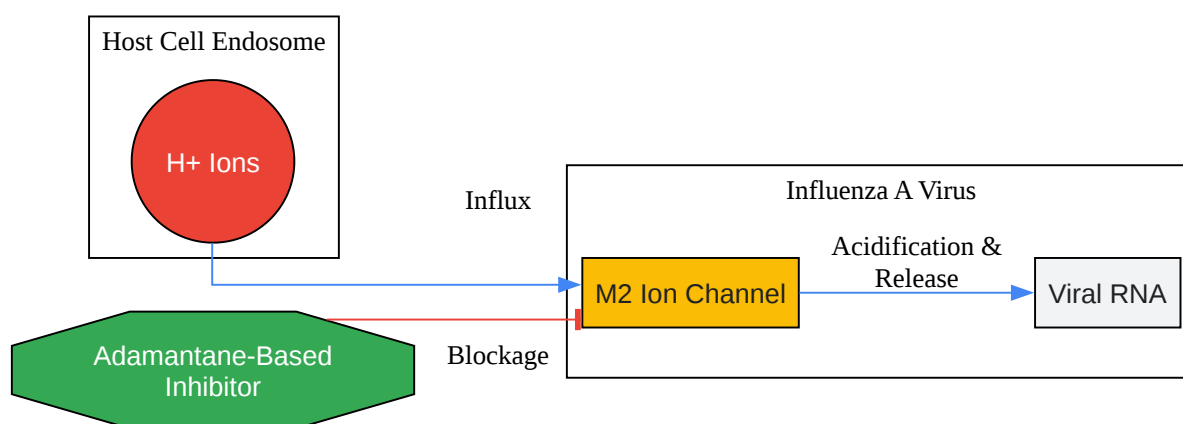 Host Cell Endosome
H+ Ions
Influx
Influenza A Virus
Acidification &
Release
M2 Ion Channel
Viral RNA
Blockage
Adamantane-Based
Inhibitor